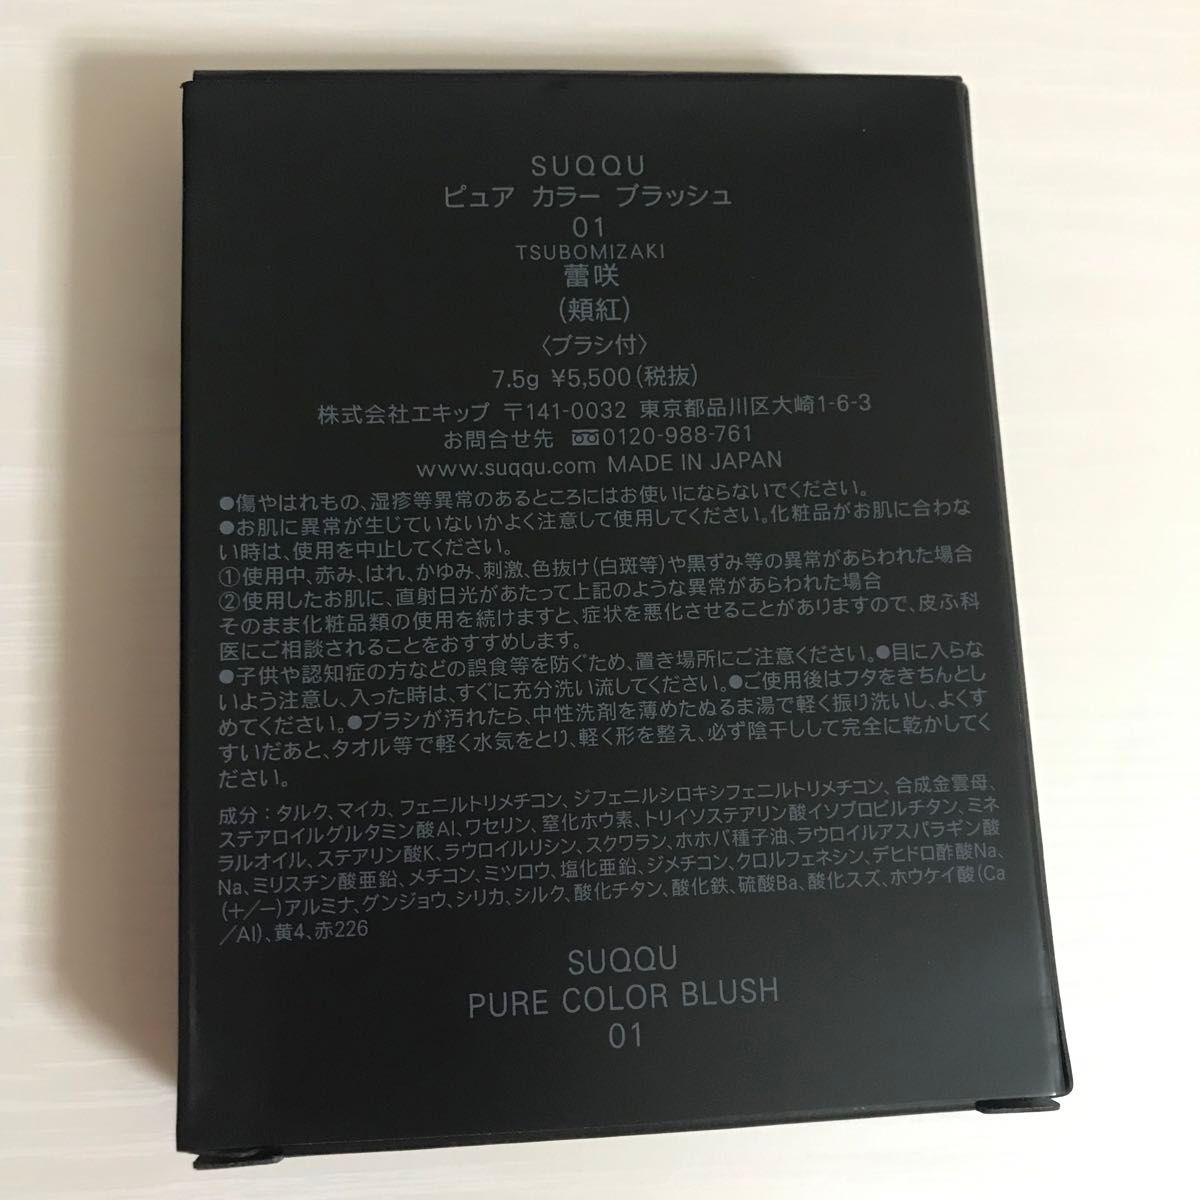 SUQQU
ピュア カラー ブラッシュ
01
TSUBOMIZAKI
蕾咲
(頬紅)
〈ブラシ付〉
7.5g ¥5,500(税抜)
株式会社エキップ 〒141-0032 東京都品川区大崎1-6-3
お問合せ先 0120-988-761
www.suqqu.com MADE IN JAPAN
●傷やはれもの、湿疹等異常のあるところにはお使いにならないでください。
●お肌に異常が生じていないかよく注意して使用してください。化粧品がお肌に合わな
い時は、使用を中止してください。
①使用中、赤み、はれ、かゆみ、刺激、色抜け(白斑等)や黒ずみ等の異常があらわれた場合
②使用したお肌に、直射日光があたって上記のような異常があらわれた場合
そのまま化粧品類の使用を続けますと、症状を悪化させることがありますので、皮ふ科
医にご相談されることをおすすめします。
●子供や認知症の方などの誤食等を防ぐため、置き場所にご注意ください。●目に入らな
いよう注意し、入った時は、すぐに充分洗い流してください。●ご使用後はフタをきちんとし
めてください。●ブラシが汚れたら、中性洗剤を薄めたぬるま湯で軽く振り洗いし、よくす
すいだあと、タオル等で軽く水気をとり、軽く形を整え、必ず陰干しして完全に乾かしてく
ださい。
成分:タルク、マイカ、フェニルトリメチコン、ジフェニルシロキシフェニルトリメチコン、合成金雲母、
ステアロイルグルタミン酸Al、ワセリン、窒化ホウ素、トリイソステアリン酸イソプロピルチタン、ミネ
ラルオイル、ステアリン酸K、ラウロイルリシン、スクワラン、ホホバ種子油、ラウロイルアスパラギン酸
Na、ミリスチン酸亜鉛、メチコン、ミツロウ、塩化亜鉛、ジメチコン、クロルフェネシン、デヒドロ酢酸Na、
(+/−)アルミナ、グンジョウ、シリカ、シルク、酸化チタン、酸化鉄、硫酸Ba、酸化スズ、ホウケイ酸(Ca
/Al)、黄4、赤226
SUQQU
PURE COLOR BLUSH
01